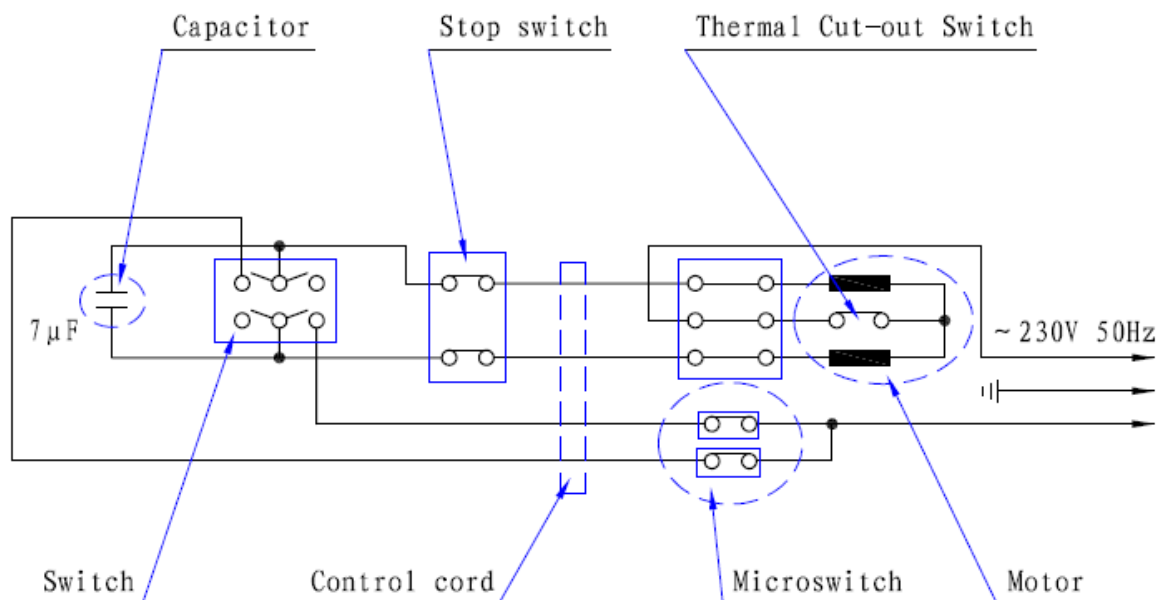 Capacitor
Stop switch
Thermal Cut-out Switch
7μF
~230V 50Hz
Switch
Control cord
Microswitch
Motor